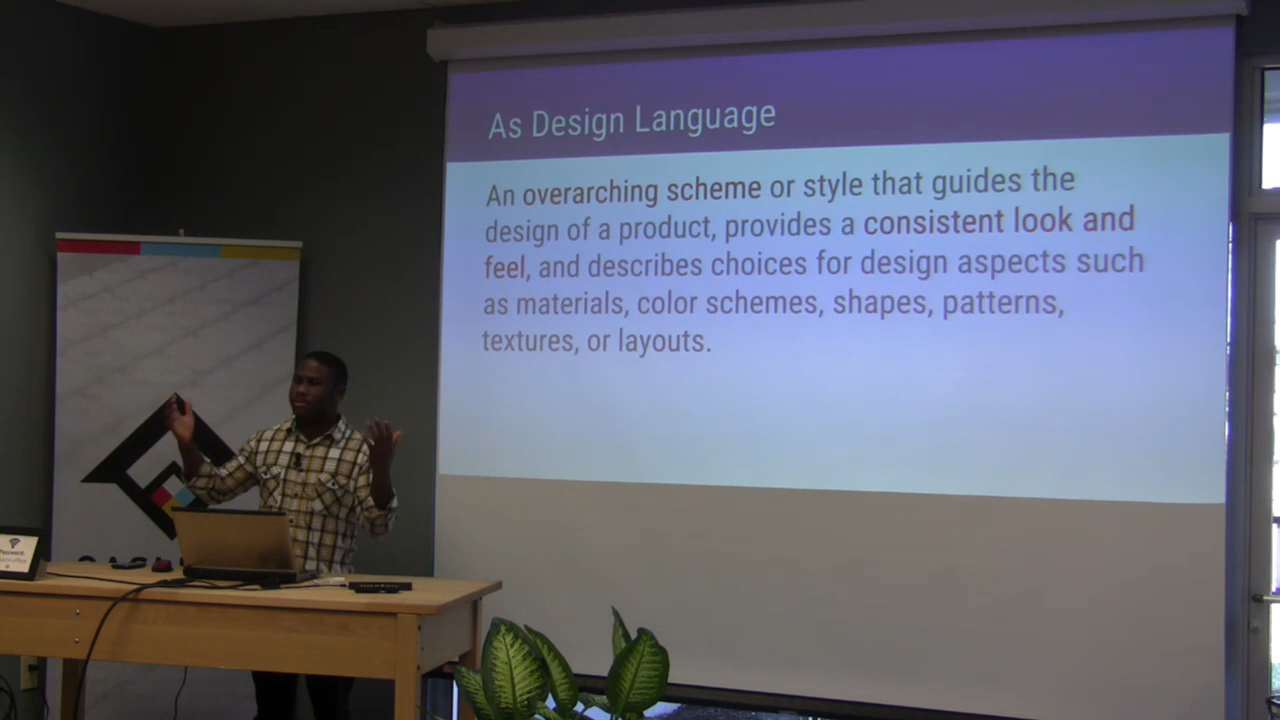 As Design Language
An overarching scheme or style that guides the
design of a product, provides a consistent look and
feel, and describes choices for design aspects such
as materials, color schemes, shapes, patterns,
textures, or layouts.
Password: